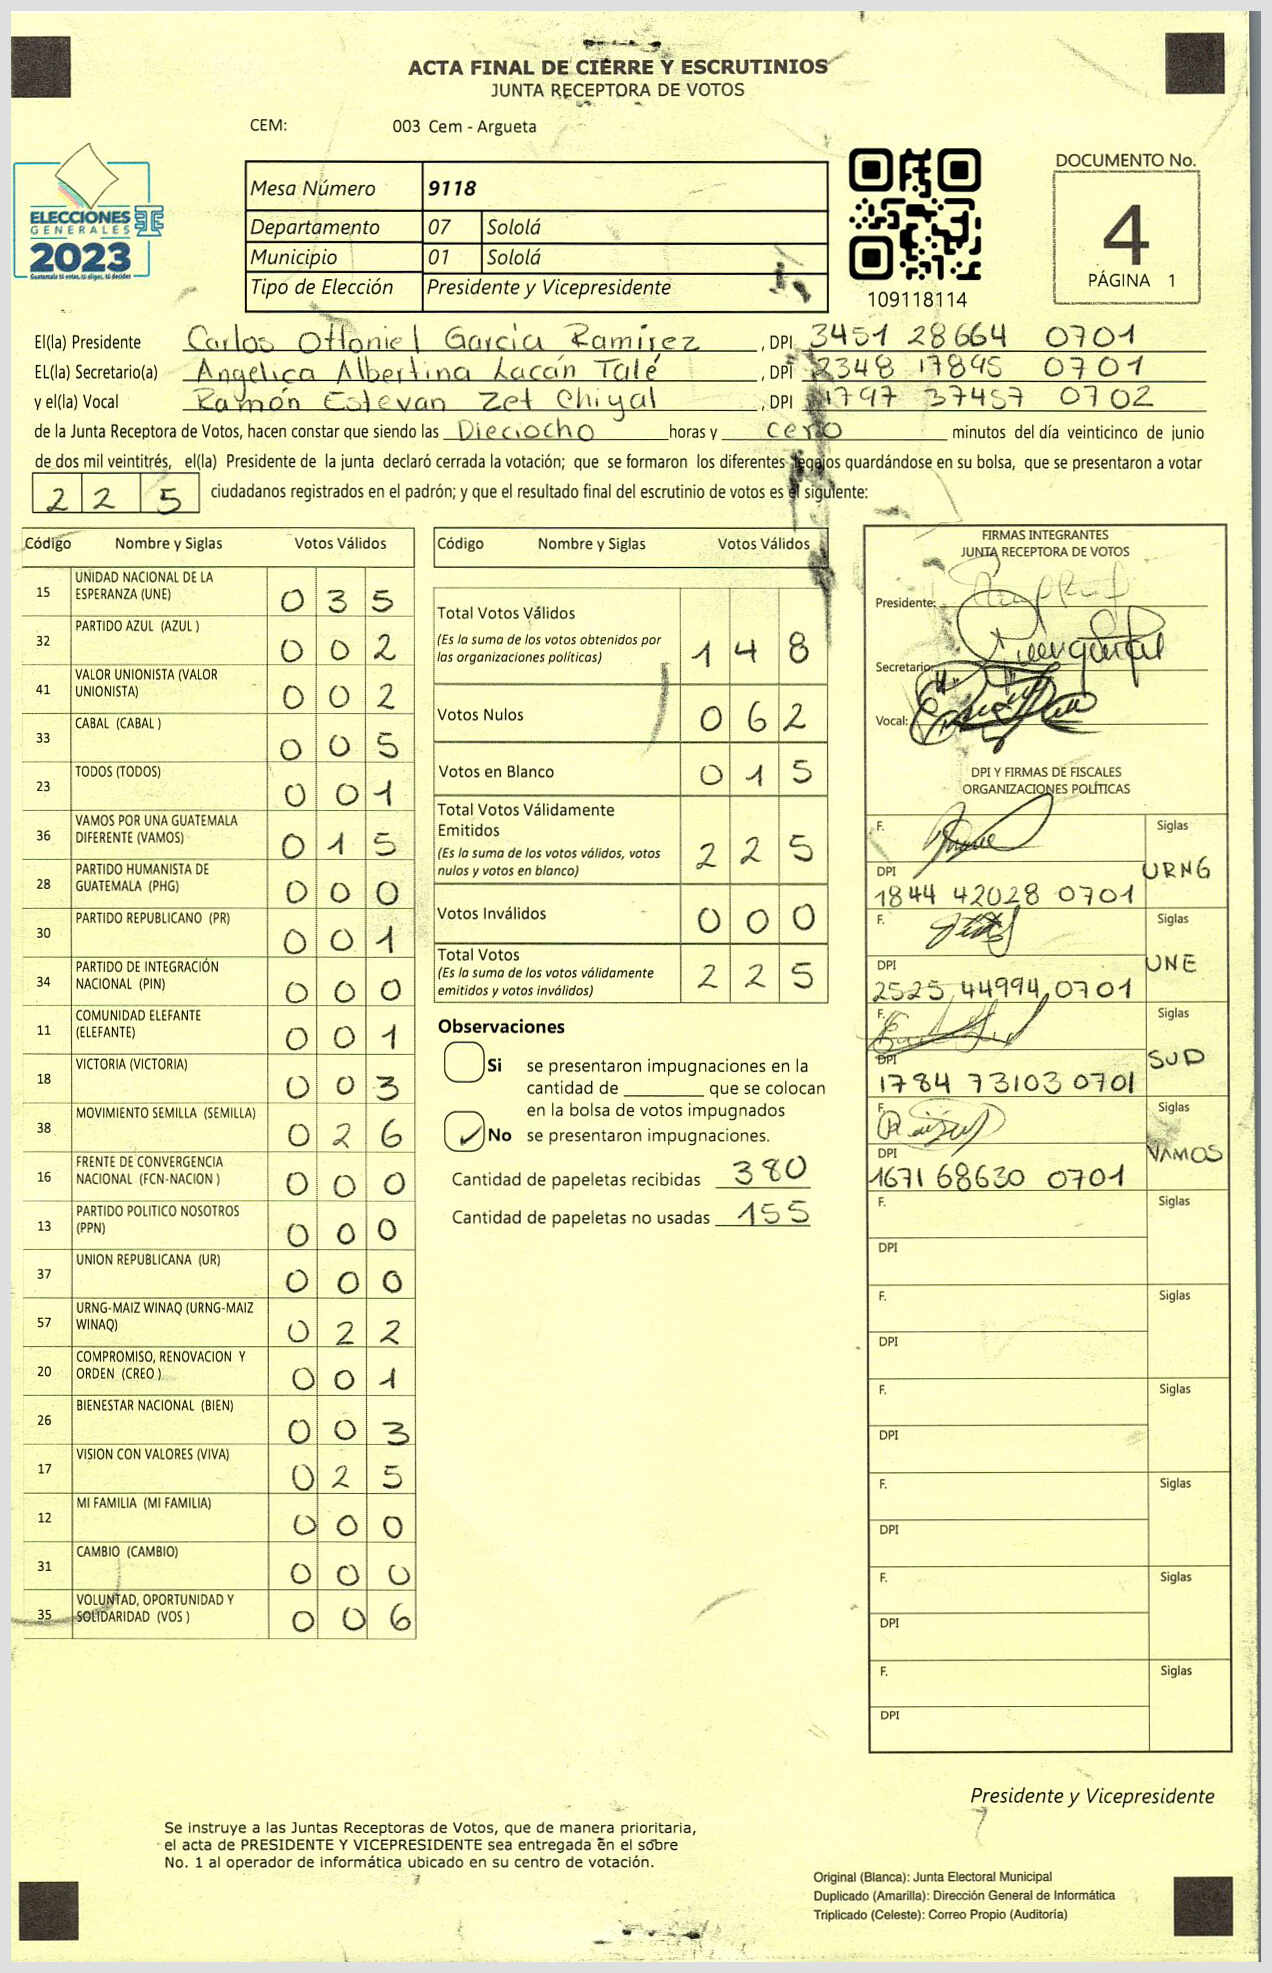 ACTA FINAL DE CIERRE Y ESCRUTINIOS
JUNTA RECEPTORA DE VOTOS
CEM: 003 Cem - Argueta
ELECCIONES
GENERALES
2023
Guatemala tú votas, tú eliges, tú decides
Mesa Número 9118
Departamento 07 Sololá
Municipio 01 Sololá
Tipo de Elección Presidente y Vicepresidente
109118114
DOCUMENTO No.
4
PÁGINA 1
El(la) Presidente Carlos Ottoniel García Ramírez, DPI 3451 28664 0701
EL(la) Secretario(a) Angelica Albertina Lacán Talé, DPI 2348 17895 0701
y el(la) Vocal Ramón Estevan Zet Chiyal, DPI 1797 37457 0702
de la Junta Receptora de Votos, hacen constar que siendo las Dieciocho horas y cero minutos del día veinticinco de junio
de dos mil veintitrés, el(la) Presidente de la junta declaró cerrada la votación; que se formaron los diferentes legajos guardándose en su bolsa, que se presentaron a votar
2 2 5 ciudadanos registrados en el padrón; y que el resultado final del escrutinio de votos es el siguiente:
Código Nombre y Siglas Votos Válidos
15 UNIDAD NACIONAL DE LA
ESPERANZA (UNE) 0 3 5
32 PARTIDO AZUL (AZUL ) 0 0 2
41 VALOR UNIONISTA (VALOR
UNIONISTA) 0 0 2
33 CABAL (CABAL ) 0 0 5
23 TODOS (TODOS) 0 0 1
36 VAMOS POR UNA GUATEMALA
DIFERENTE (VAMOS) 0 1 5
28 PARTIDO HUMANISTA DE
GUATEMALA (PHG) 0 0 0
30 PARTIDO REPUBLICANO (PR) 0 0 1
34 PARTIDO DE INTEGRACIÓN
NACIONAL (PIN) 0 0 0
11 COMUNIDAD ELEFANTE
(ELEFANTE) 0 0 1
18 VICTORIA (VICTORIA) 0 0 3
38 MOVIMIENTO SEMILLA (SEMILLA) 0 2 6
16 FRENTE DE CONVERGENCIA
NACIONAL (FCN-NACION ) 0 0 0
13 PARTIDO POLITICO NOSOTROS
(PPN) 0 0 0
37 UNION REPUBLICANA (UR) 0 0 0
57 URNG-MAIZ WINAQ (URNG-MAIZ
WINAQ) 0 2 2
20 COMPROMISO, RENOVACION Y
ORDEN (CREO ) 0 0 1
26 BIENESTAR NACIONAL (BIEN) 0 0 3
17 VISION CON VALORES (VIVA) 0 2 5
12 MI FAMILIA (MI FAMILIA) 0 0 0
31 CAMBIO (CAMBIO) 0 0 0
35 VOLUNTAD, OPORTUNIDAD Y
SOLIDARIDAD (VOS ) 0 0 6
Código Nombre y Siglas Votos Válidos
Total Votos Válidos
(Es la suma de los votos obtenidos por
las organizaciones políticas) 1 4 8
Votos Nulos 0 6 2
Votos en Blanco 0 1 5
Total Votos Válidamente
Emitidos
(Es la suma de los votos válidos, votos
nulos y votos en blanco) 2 2 5
Votos Inválidos 0 0 0
Total Votos
(Es la suma de los votos válidamente
emitidos y votos inválidos) 2 2 5
Observaciones
Si se presentaron impugnaciones en la
cantidad de ________ que se colocan
en la bolsa de votos impugnados
No se presentaron impugnaciones.
Cantidad de papeletas recibidas 380
Cantidad de papeletas no usadas 155
FIRMAS INTEGRANTES
JUNTA RECEPTORA DE VOTOS
Presidente:
Secretario:
Vocal:
DPI Y FIRMAS DE FISCALES
ORGANIZACIONES POLÍTICAS
F. Siglas
DPI URNG
1844 42028 0701
F. Siglas
DPI UNE
2525 44994 0701
F. Siglas
DPI SUD
1784 73103 0701
F. Siglas
DPI VAMOS
1671 68630 0701
F. Siglas
DPI
F. Siglas
DPI
F. Siglas
DPI
F. Siglas
DPI
F. Siglas
DPI
F. Siglas
DPI
Presidente y Vicepresidente
Se instruye a las Juntas Receptoras de Votos, que de manera prioritaria,
el acta de PRESIDENTE Y VICEPRESIDENTE sea entregada en el sobre
No. 1 al operador de informática ubicado en su centro de votación.
Original (Blanca): Junta Electoral Municipal
Duplicado (Amarilla): Dirección General de Informática
Triplicado (Celeste): Correo Propio (Auditoría)